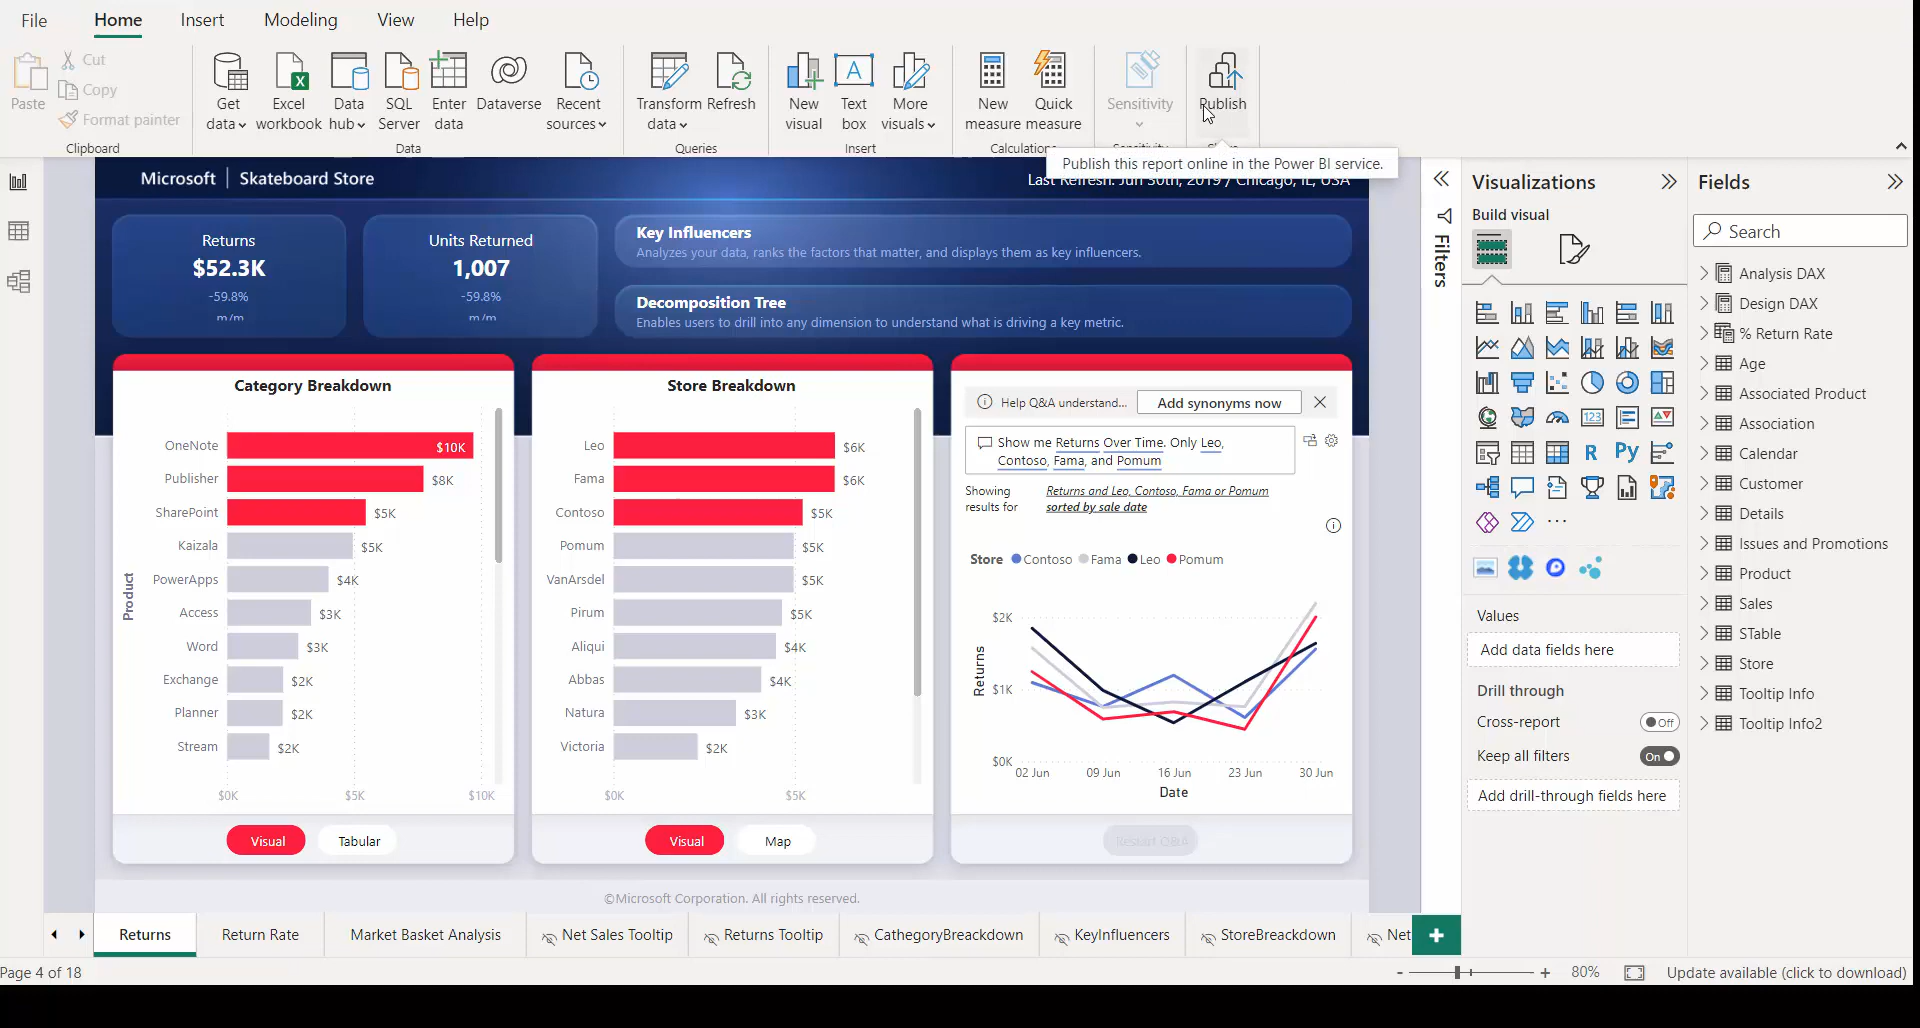 File
Home
Insert
Modeling
View
Help
Paste
Cut
Copy
Format painter
Get data
Excel workbook
Data hub
SQL Server
Enter data
Dataverse
Recent sources
Transform data
Refresh
New visual
Text box
More visuals
New measure
Quick measure
Sensitivity
Publish
Clipboard
Data
Queries
Insert
Calculations
Sensitivity
Publish this report online in the Power BI service.
Microsoft
Skateboard Store
Last Refresh: Jun 30th, 2019 / Chicago, IL, USA
Returns
$52.3K
-59.8%
m/m
Units Returned
1,007
-59.8%
m/m
Key Influencers
Analyzes your data, ranks the factors that matter, and displays them as key influencers.
Decomposition Tree
Enables users to drill into any dimension to understand what is driving a key metric.
Category Breakdown
Product
OneNote $10K
Publisher $8K
SharePoint $5K
Kaizala $5K
PowerApps $4K
Access $3K
Word $3K
Exchange $2K
Planner $2K
Stream $2K
$0K $5K $10K
Visual
Tabular
Store Breakdown
Leo $6K
Fama $6K
Contoso $5K
Pomum $5K
VanArsdel $5K
Pirum $5K
Aliqui $4K
Abbas $4K
Natura $3K
Victoria $2K
$0K $5K
Visual
Map
Help Q&A understand...
Add synonyms now
Show me Returns Over Time. Only Leo,
Contoso, Fama, and Pomum
Showing
results for
Returns and Leo, Contoso, Fama or Pomum
sorted by sale date
Store Contoso Fama Leo Pomum
Returns
$2K
$1K
$0K
02 Jun 09 Jun 16 Jun 23 Jun 30 Jun
Date
Restart Q&A
©Microsoft Corporation. All rights reserved.
Filters
Visualizations
Build visual
123
R
Py
Values
Add data fields here
Drill through
Cross-report
Off
Keep all filters
On
Add drill-through fields here
Fields
Search
Analysis DAX
Design DAX
% Return Rate
Age
Associated Product
Association
Calendar
Customer
Details
Issues and Promotions
Product
Sales
STable
Store
Tooltip Info
Tooltip Info2
Returns
Return Rate
Market Basket Analysis
Net Sales Tooltip
Returns Tooltip
CathegoryBreackdown
KeyInfluencers
StoreBreackdown
Net
Page 4 of 18
80%
Update available (click to download)